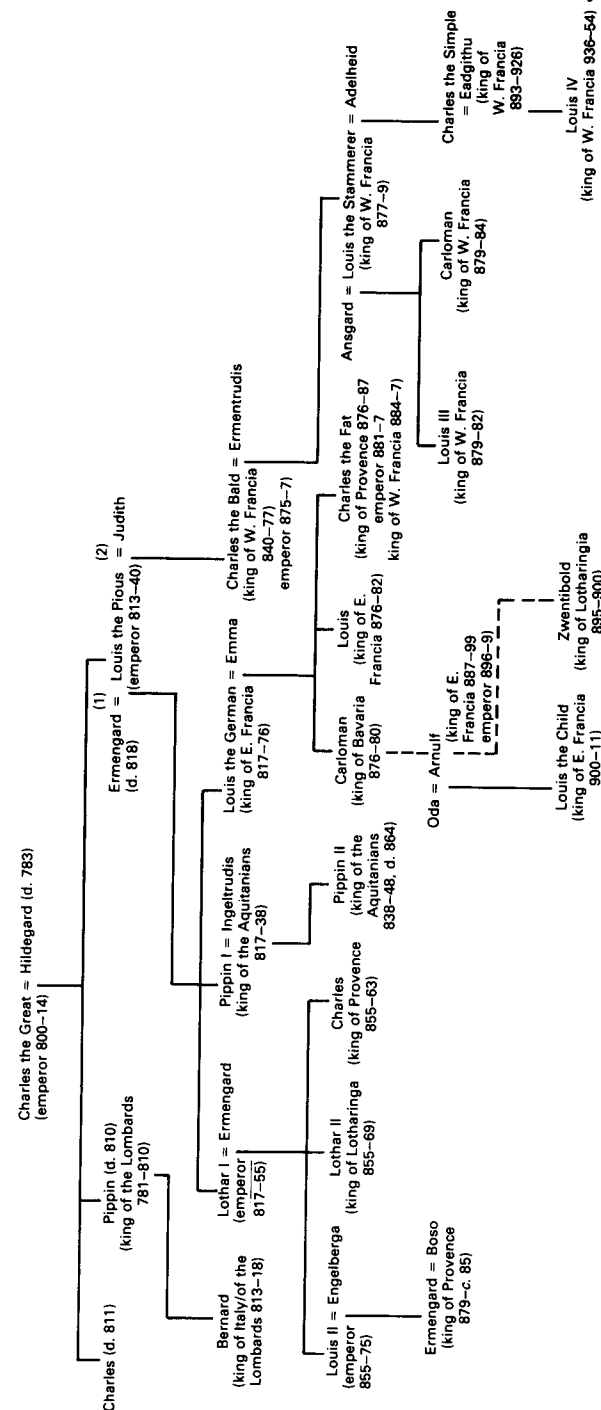 Charles the Great = Hildegard (d. 783)
(emperor 800–14)
Charles (d. 811)
Pippin (d. 810)
(king of the Lombards
781–810)
(1)
(2)
Ermengard = Louis the Pious = Judith
(d. 818)
(emperor 813–40)
Bernard
(king of Italy/of the
Lombards 813–18)
Lothar I = Ermengard
(emperor
817–55)
Pippin I = Ingeltrudis
(king of the Aquitanians
817–38)
Louis the German = Emma
(king of E. Francia
817–76)
Charles the Bald = Ermentrudis
(king of W. Francia
840–77)
emperor 875–7)
Louis II = Engelberga
(emperor
855–75)
Lothar II
(king of Lotharinga
855–69)
Charles
(king of Provence
855–63)
Pippin II
(king of the
Aquitanians
838–48, d. 864)
Carloman
(king of Bavaria
876–80)
Louis
(king of E.
Francia 876–82)
Charles the Fat
(king of Provence 876–87
emperor 881–7
king of W. Francia 884–7)
Ansgard = Louis the Stammerer = Adelheid
(king of W. Francia
877–9)
Ermengard = Boso
(king of Provence
879–c. 85)
Oda = Arnulf
(king of E.
Francia 887–99
emperor 896–9)
Louis III
(king of W. Francia
879–82)
Carloman
(king of W. Francia
879–84)
Charles the Simple
= Eadgithu
(king of
W. Francia
893–926)
Louis the Child
(king of E. Francia
900–11)
Zwentibold
(king of Lotharingia
895–900)
Louis IV
(king of W. Francia 936–54)